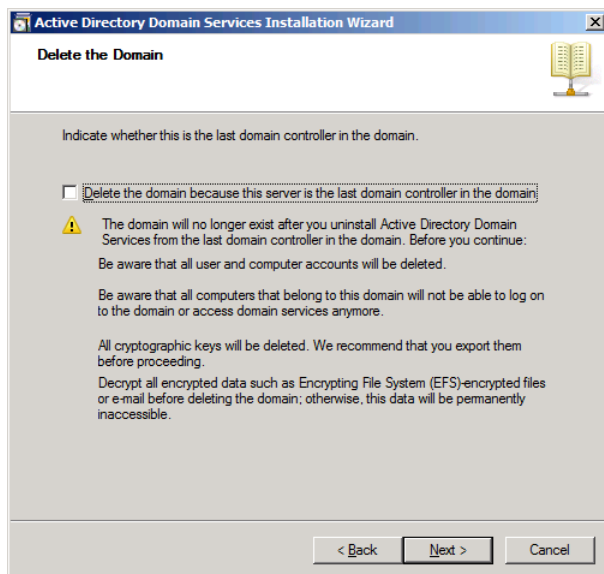 Active Directory Domain Services Installation Wizard
Delete the Domain
Indicate whether this is the last domain controller in the domain.
Delete the domain because this server is the last domain controller in the domain
The domain will no longer exist after you uninstall Active Directory Domain
Services from the last domain controller in the domain. Before you continue:
Be aware that all user and computer accounts will be deleted.
Be aware that all computers that belong to this domain will not be able to log on
to the domain or access domain services anymore.
All cryptographic keys will be deleted. We recommend that you export them
before proceeding.
Decrypt all encrypted data such as Encrypting File System (EFS)-encrypted files
or e-mail before deleting the domain; otherwise, this data will be permanently
inaccessible.
< Back Next > Cancel